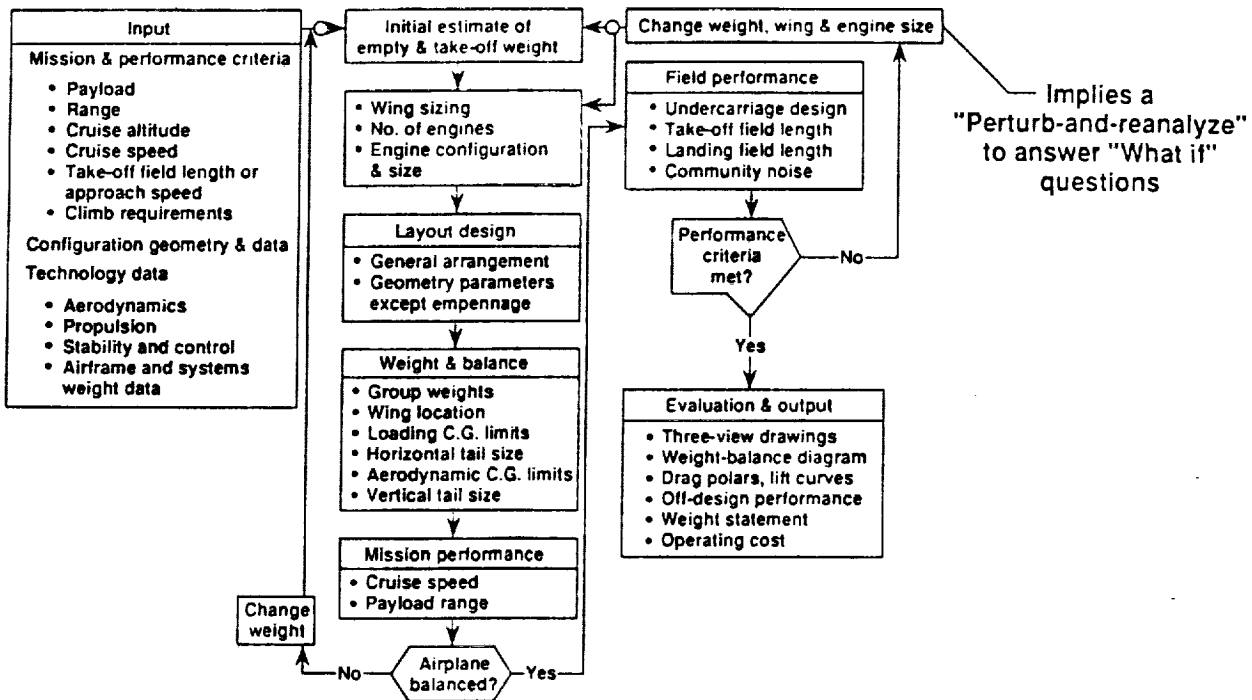 Input
Mission & performance criteria
• Payload
• Range
• Cruise altitude
• Cruise speed
• Take-off field length or
approach speed
• Climb requirements
Configuration geometry & data
Technology data
• Aerodynamics
• Propulsion
• Stability and control
• Airframe and systems
weight data
Initial estimate of
empty & take-off weight
• Wing sizing
• No. of engines
• Engine configuration
& size
Layout design
• General arrangement
• Geometry parameters
except empennage
Weight & balance
• Group weights
• Wing location
• Loading C.G. limits
• Horizontal tail size
• Aerodynamic C.G. limits
• Vertical tail size
Mission performance
• Cruise speed
• Payload range
Airplane
balanced?
No
Yes
Change
weight
Change weight, wing & engine size
Field performance
• Undercarriage design
• Take-off field length
• Landing field length
• Community noise
Performance
criteria
met?
No
Yes
Evaluation & output
• Three-view drawings
• Weight-balance diagram
• Drag polars, lift curves
• Off-design performance
• Weight statement
• Operating cost
Implies a
"Perturb-and-reanalyze"
to answer "What if"
questions